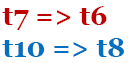 t7 => t6
t10 => t8